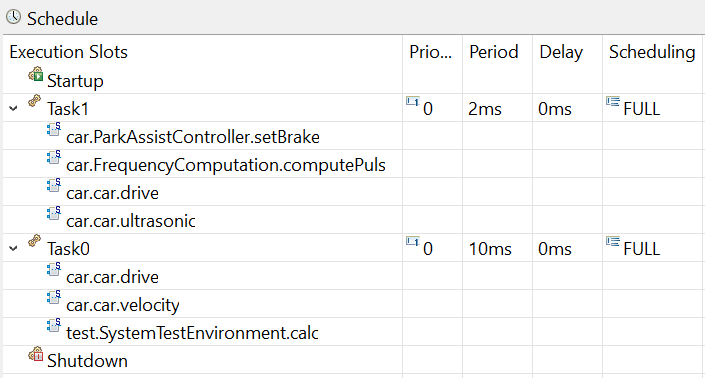 Schedule
Execution Slots Prio... Period Delay Scheduling
Startup
Task1 0 2ms 0ms FULL
car.ParkAssistController.setBrake
car.FrequencyComputation.computePuls
car.car.drive
car.car.ultrasonic
Task0 0 10ms 0ms FULL
car.car.drive
car.car.velocity
test.SystemTestEnvironment.calc
Shutdown